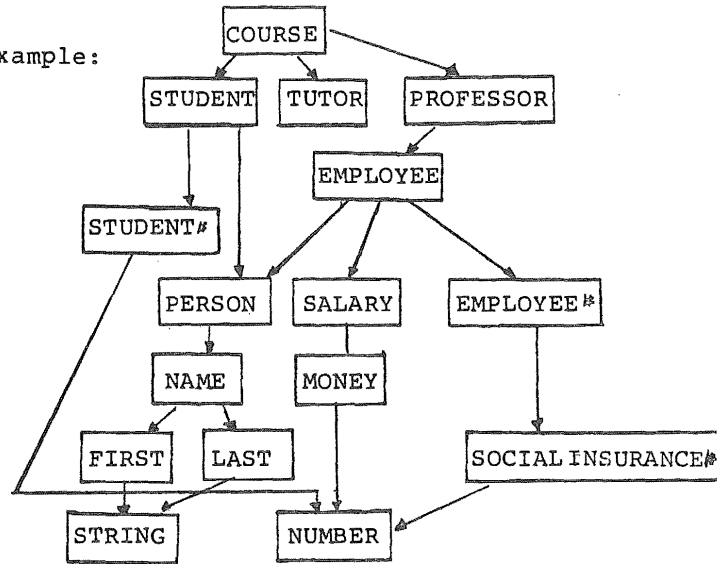 COURSE
xample:
STUDENT TUTOR PROFESSOR
EMPLOYEE
STUDENT#
PERSON SALARY EMPLOYEE#
NAME MONEY
FIRST LAST SOCIAL INSURANCE#
STRING NUMBER